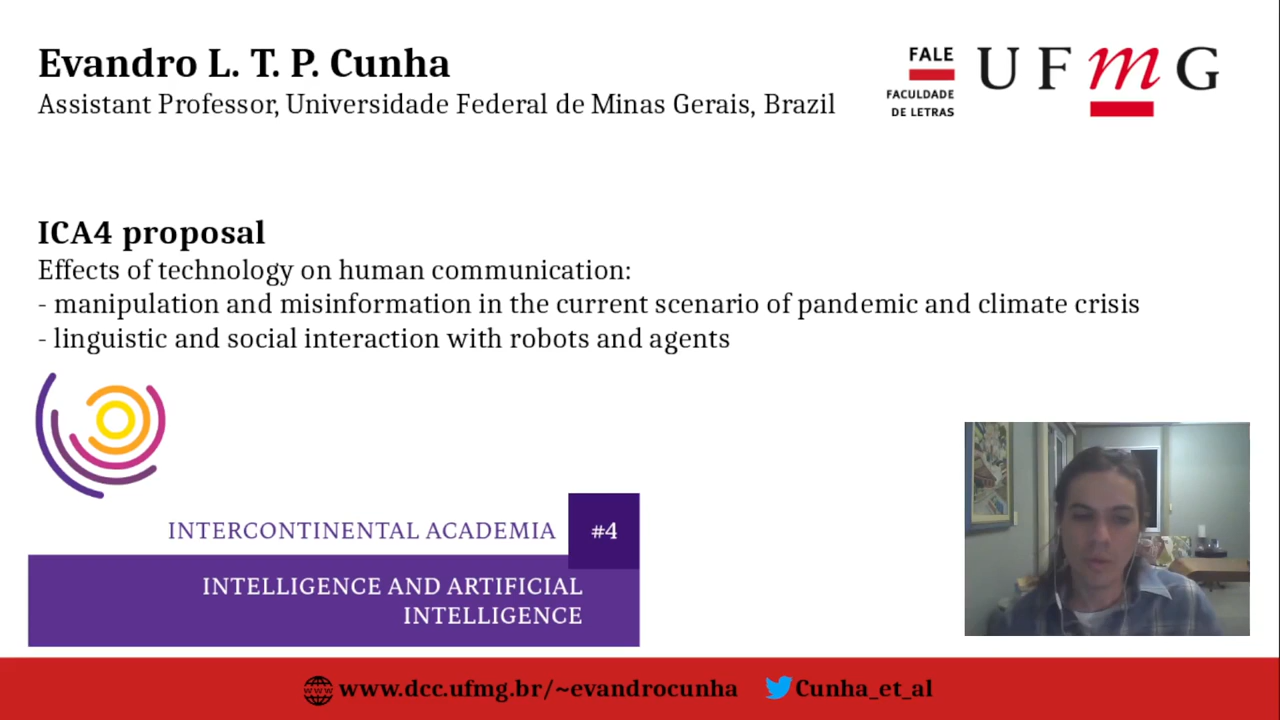 Evandro L. T. P. Cunha
Assistant Professor, Universidade Federal de Minas Gerais, Brazil
FALE
FACULDADE
DE LETRAS
UFmG
ICA4 proposal
Effects of technology on human communication:
- manipulation and misinformation in the current scenario of pandemic and climate crisis
- linguistic and social interaction with robots and agents
INTERCONTINENTAL ACADEMIA #4
INTELLIGENCE AND ARTIFICIAL
INTELLIGENCE
www.dcc.ufmg.br/~evandrocunha Cunha_et_al